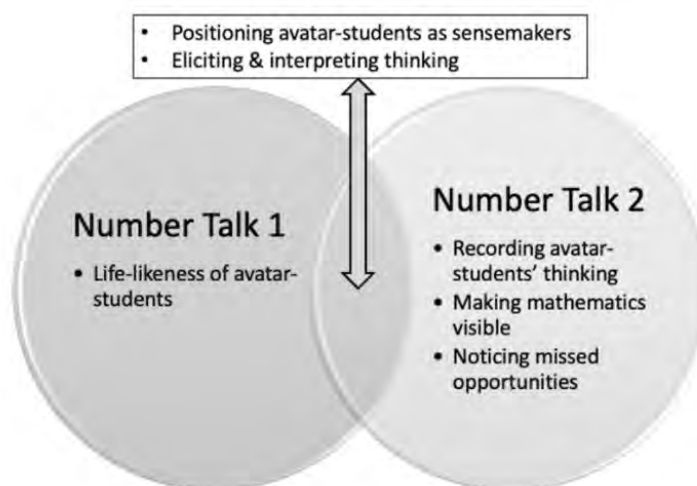 • Positioning avatar-students as sensemakers
• Eliciting & interpreting thinking
Number Talk 1
• Life-likeness of avatar-
students
Number Talk 2
• Recording avatar-
students' thinking
• Making mathematics
visible
• Noticing missed
opportunities